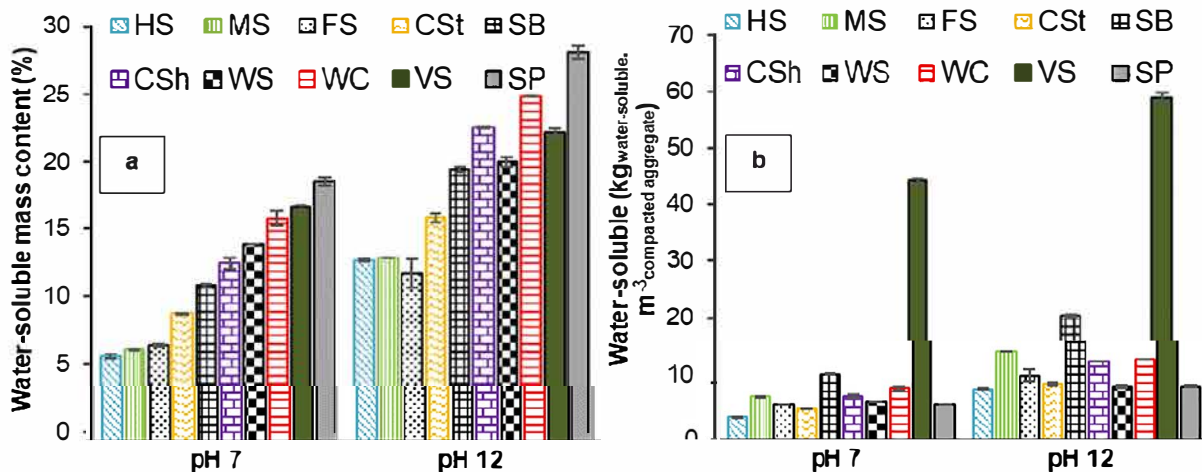 Water-soluble mass content (%)
HS MS FS CSt SB
CSh WS WC VS SP
30
25
20
15
10
5
0
a
pH 7 pH 12
Water-soluble (kgwater-soluble.
m-3compacted aggregate)
HS MS FS CSt SB
CSh WS WC VS SP
70
60
50
40
30
20
10
0
b
pH 7 pH 12